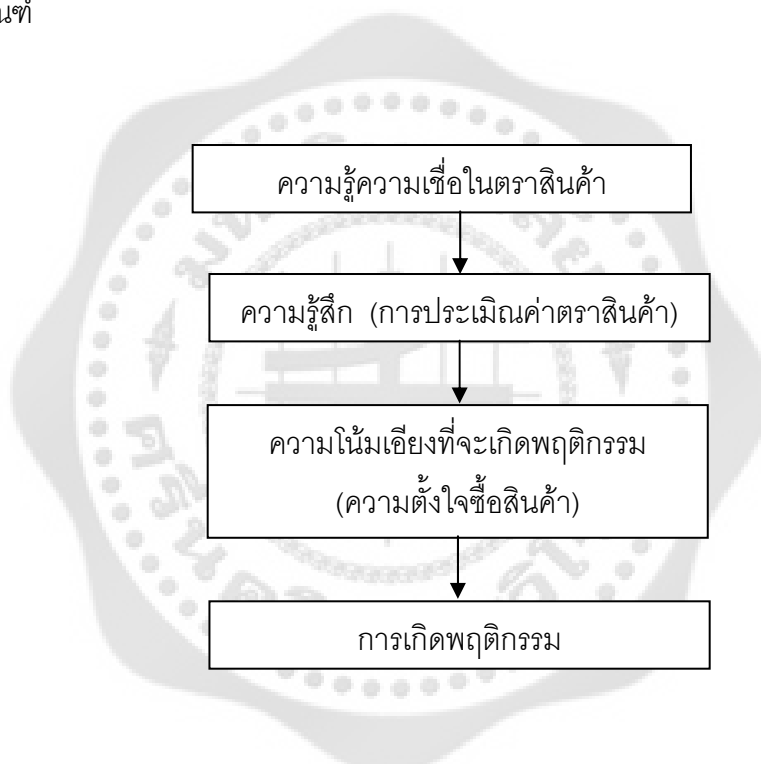 ความรู้ความเชื่อในตราสินค้า
ความรู้สึก (การประเมิณค่าตราสินค้า)
ความโน้มเอียงที่จะเกิดพฤติกรรม
(ความตั้งใจซื้อสินค้า)
การเกิดพฤติกรรม